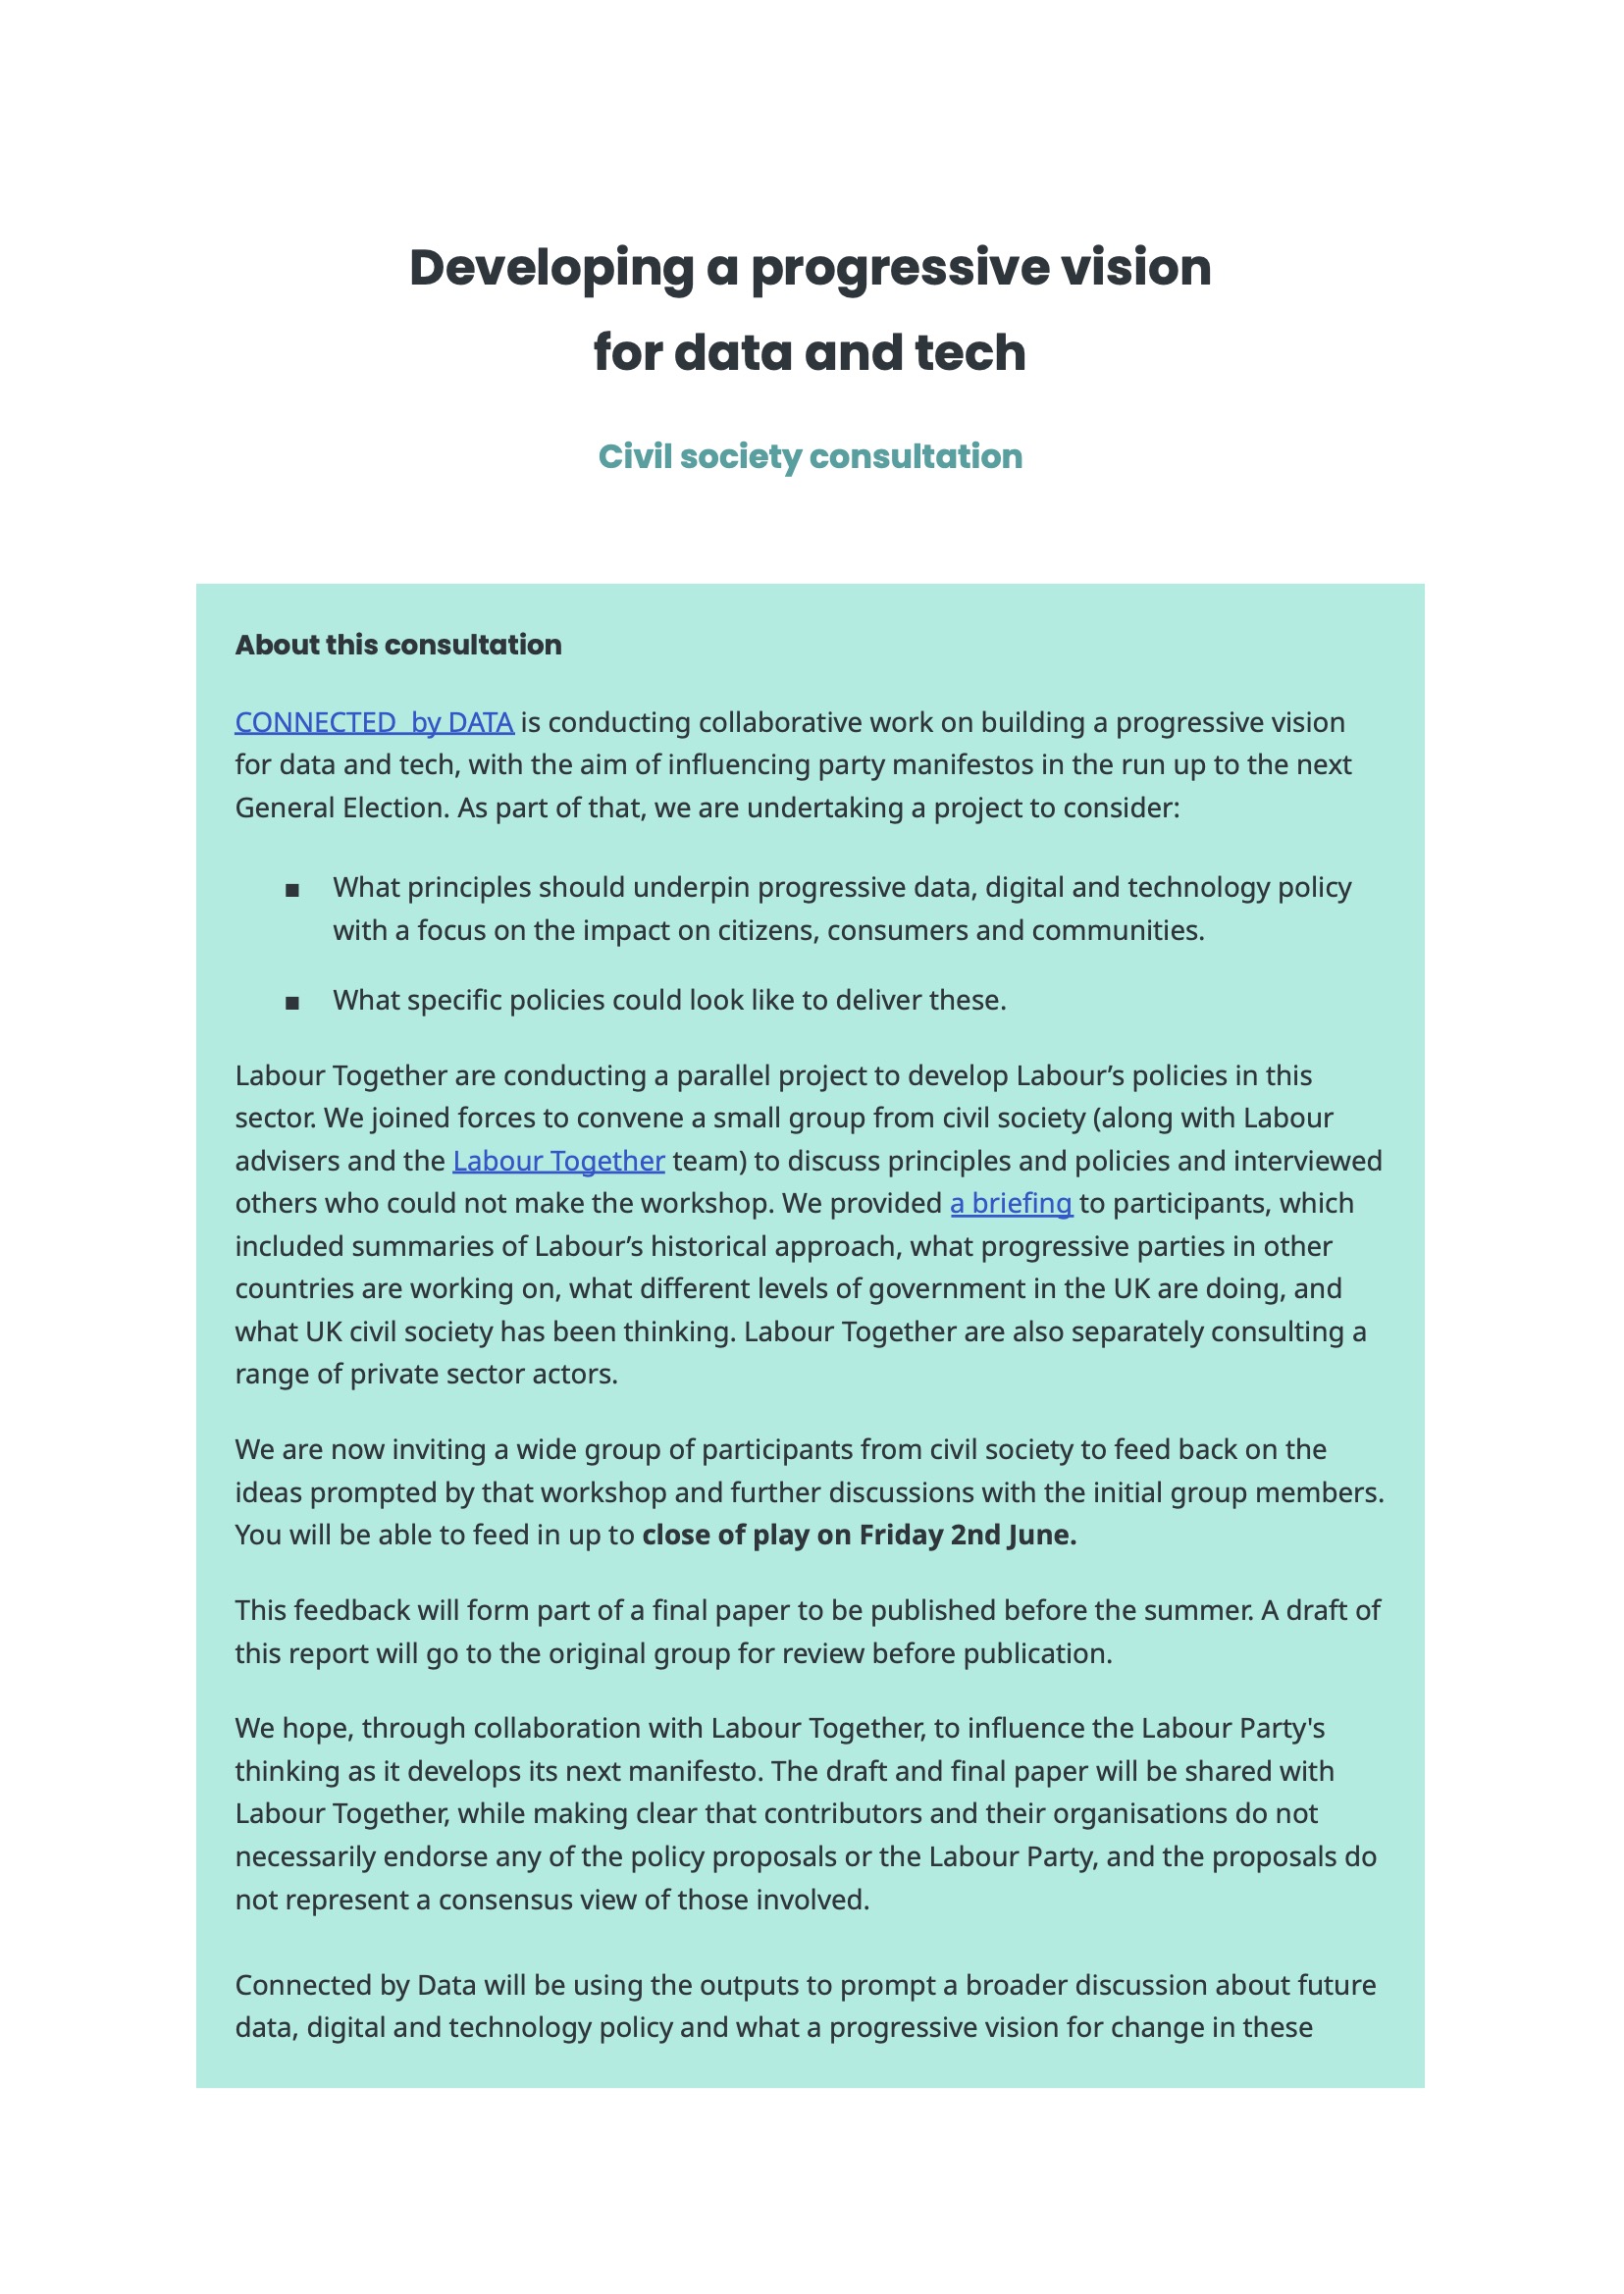 Developing a progressive vision
for data and tech
Civil society consultation
About this consultation
CONNECTED by DATA is conducting collaborative work on building a progressive vision
for data and tech, with the aim of influencing party manifestos in the run up to the next
General Election. As part of that, we are undertaking a project to consider:
▪ What principles should underpin progressive data, digital and technology policy
with a focus on the impact on citizens, consumers and communities.
▪ What specific policies could look like to deliver these.
Labour Together are conducting a parallel project to develop Labour’s policies in this
sector. We joined forces to convene a small group from civil society (along with Labour
advisers and the Labour Together team) to discuss principles and policies and interviewed
others who could not make the workshop. We provided a briefing to participants, which
included summaries of Labour’s historical approach, what progressive parties in other
countries are working on, what different levels of government in the UK are doing, and
what UK civil society has been thinking. Labour Together are also separately consulting a
range of private sector actors.
We are now inviting a wide group of participants from civil society to feed back on the
ideas prompted by that workshop and further discussions with the initial group members.
You will be able to feed in up to close of play on Friday 2nd June.
This feedback will form part of a final paper to be published before the summer. A draft of
this report will go to the original group for review before publication.
We hope, through collaboration with Labour Together, to influence the Labour Party's
thinking as it develops its next manifesto. The draft and final paper will be shared with
Labour Together, while making clear that contributors and their organisations do not
necessarily endorse any of the policy proposals or the Labour Party, and the proposals do
not represent a consensus view of those involved.
Connected by Data will be using the outputs to prompt a broader discussion about future
data, digital and technology policy and what a progressive vision for change in these